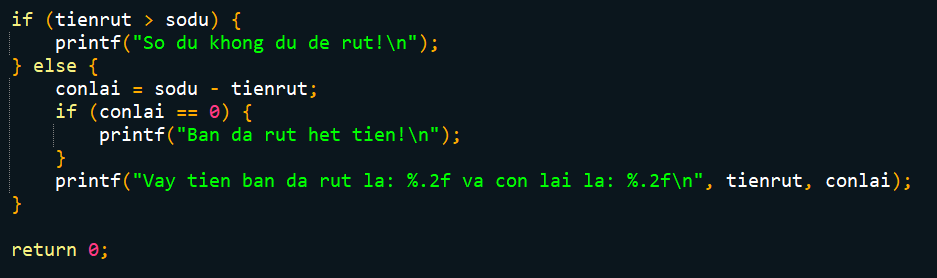 if (tienrut > sodu) {
    printf("So du khong du de rut!\n");
} else {
    conlai = sodu - tienrut;
    if (conlai == 0) {
        printf("Ban da rut het tien!\n");
    }
    printf("Vay tien ban da rut la: %.2f va con lai la: %.2f\n", tienrut, conlai);
}

return 0;